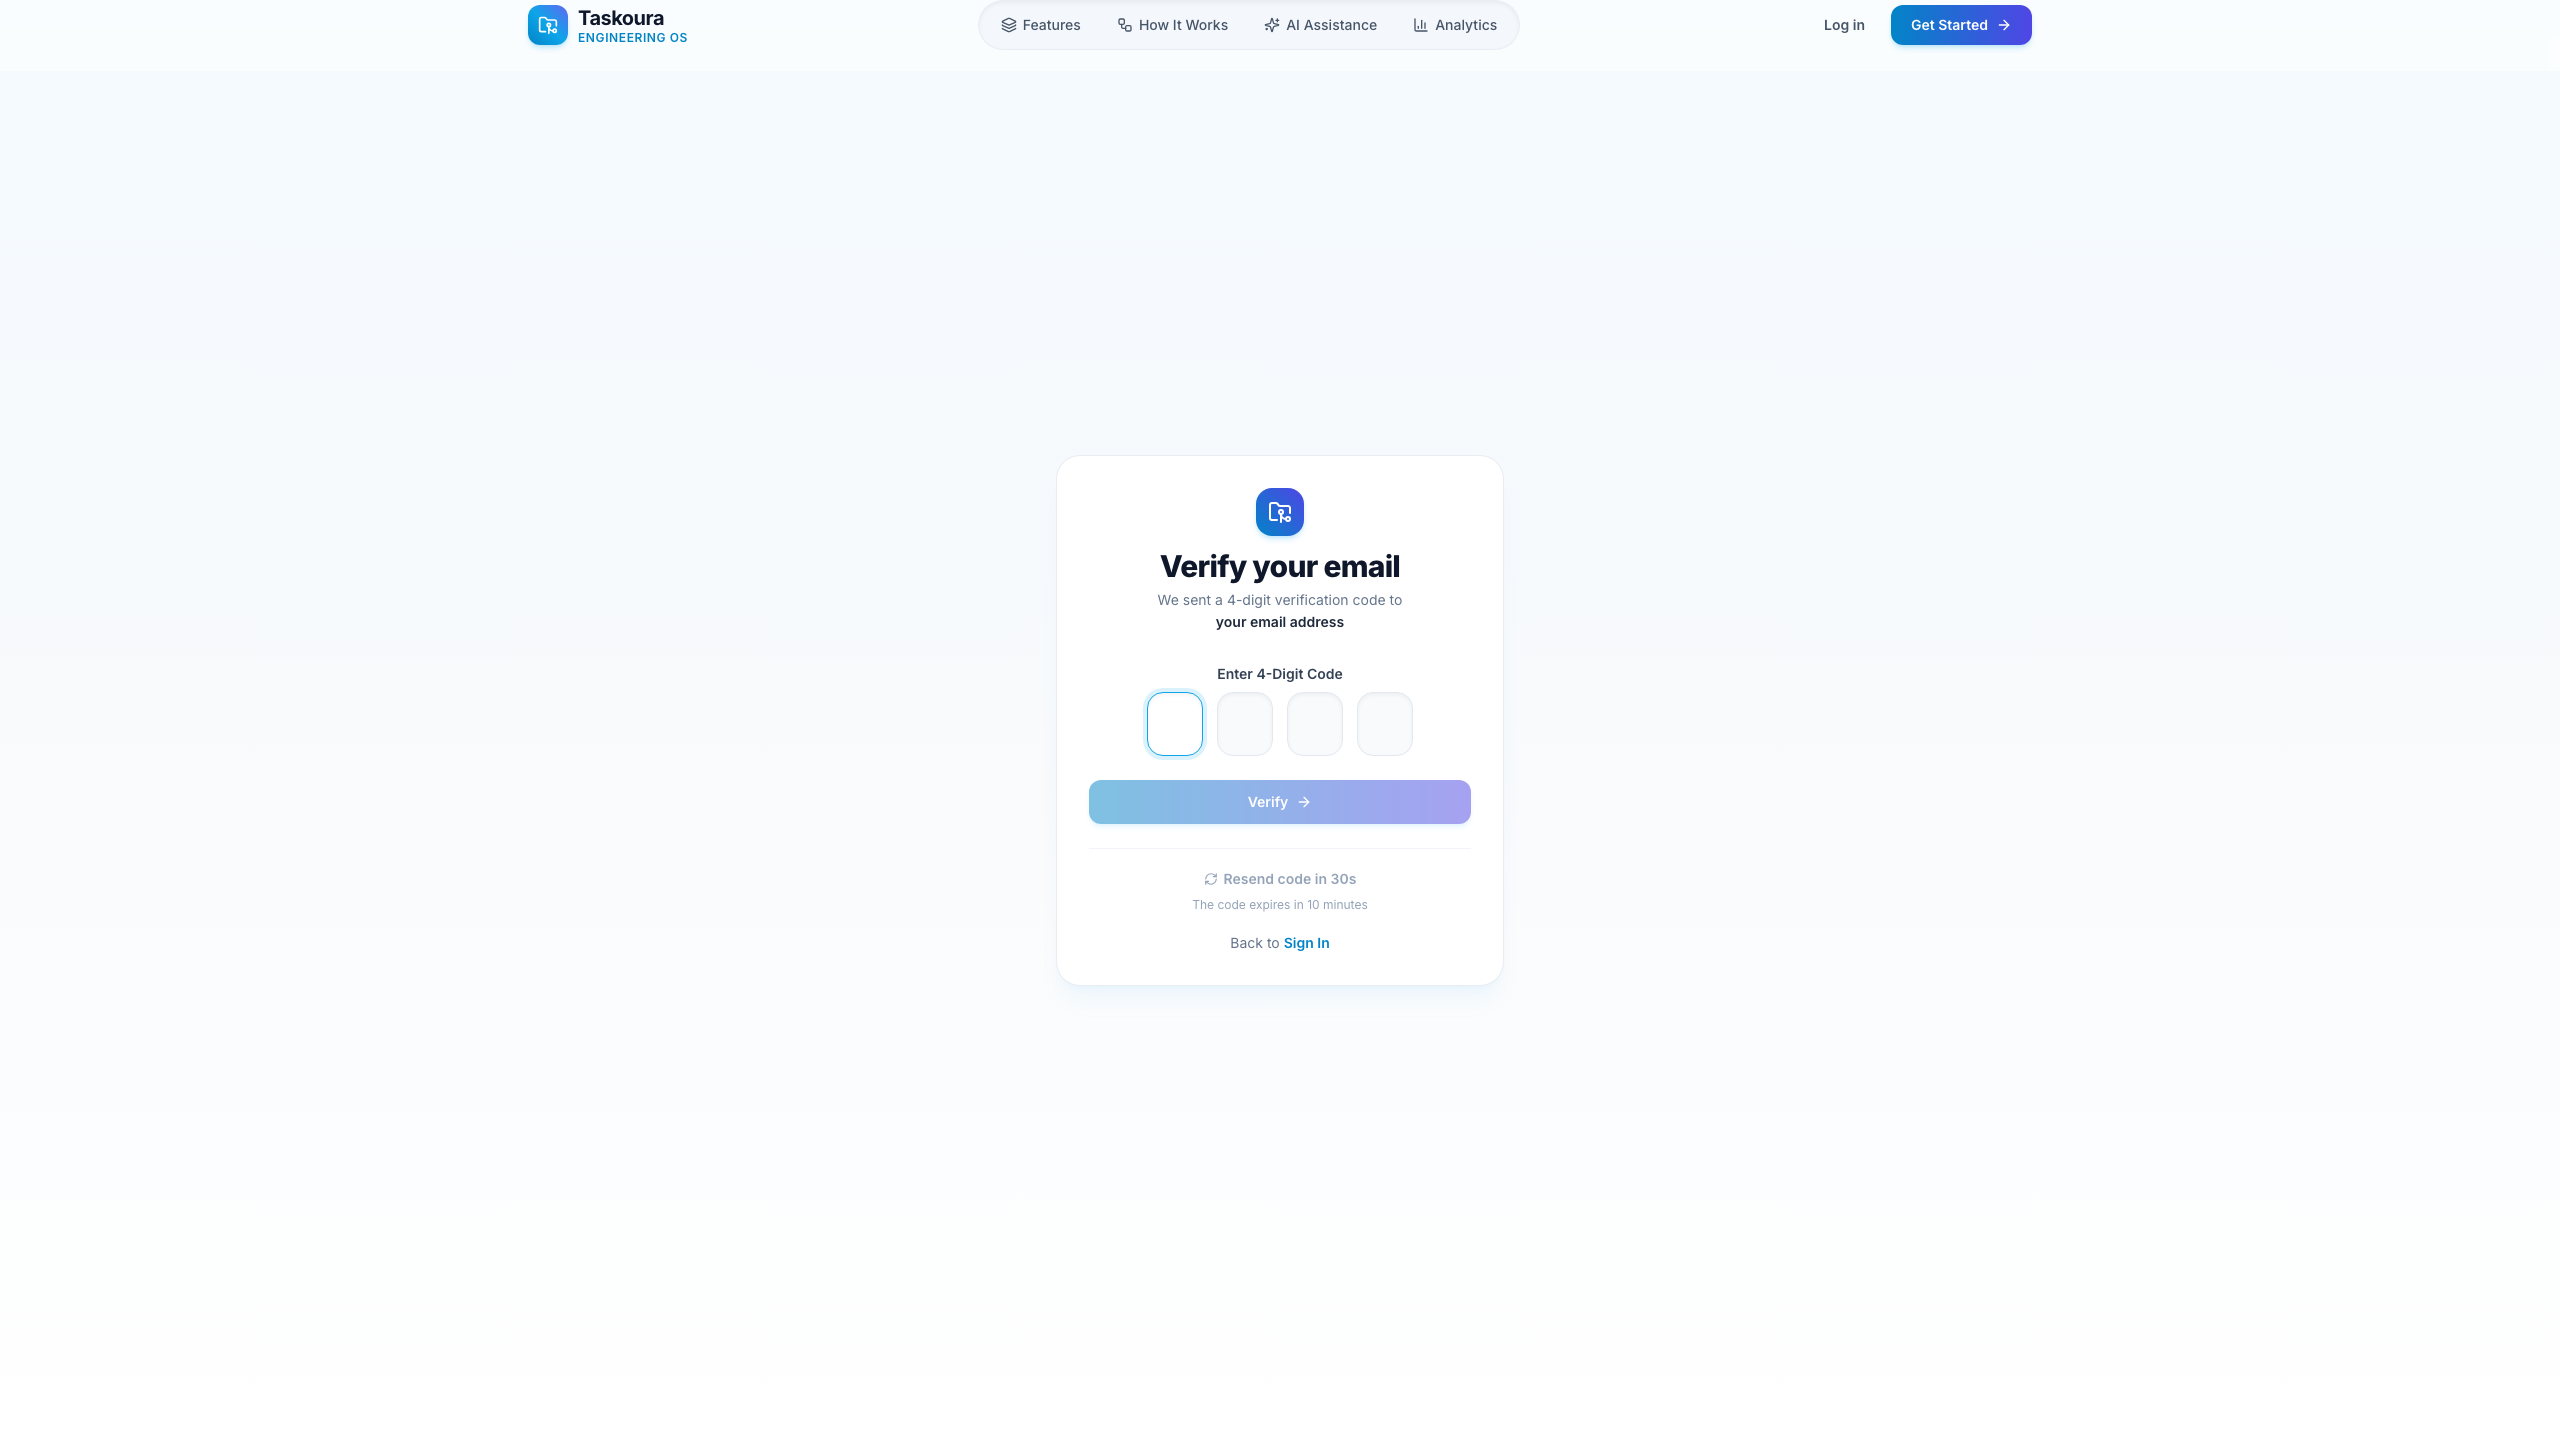 Taskoura
ENGINEERING OS
Features
How It Works
AI Assistance
Analytics
Log in
Get Started
Verify your email
We sent a 4-digit verification code to
your email address
Enter 4-Digit Code
Verify
Resend code in 30s
The code expires in 10 minutes
Back to Sign In